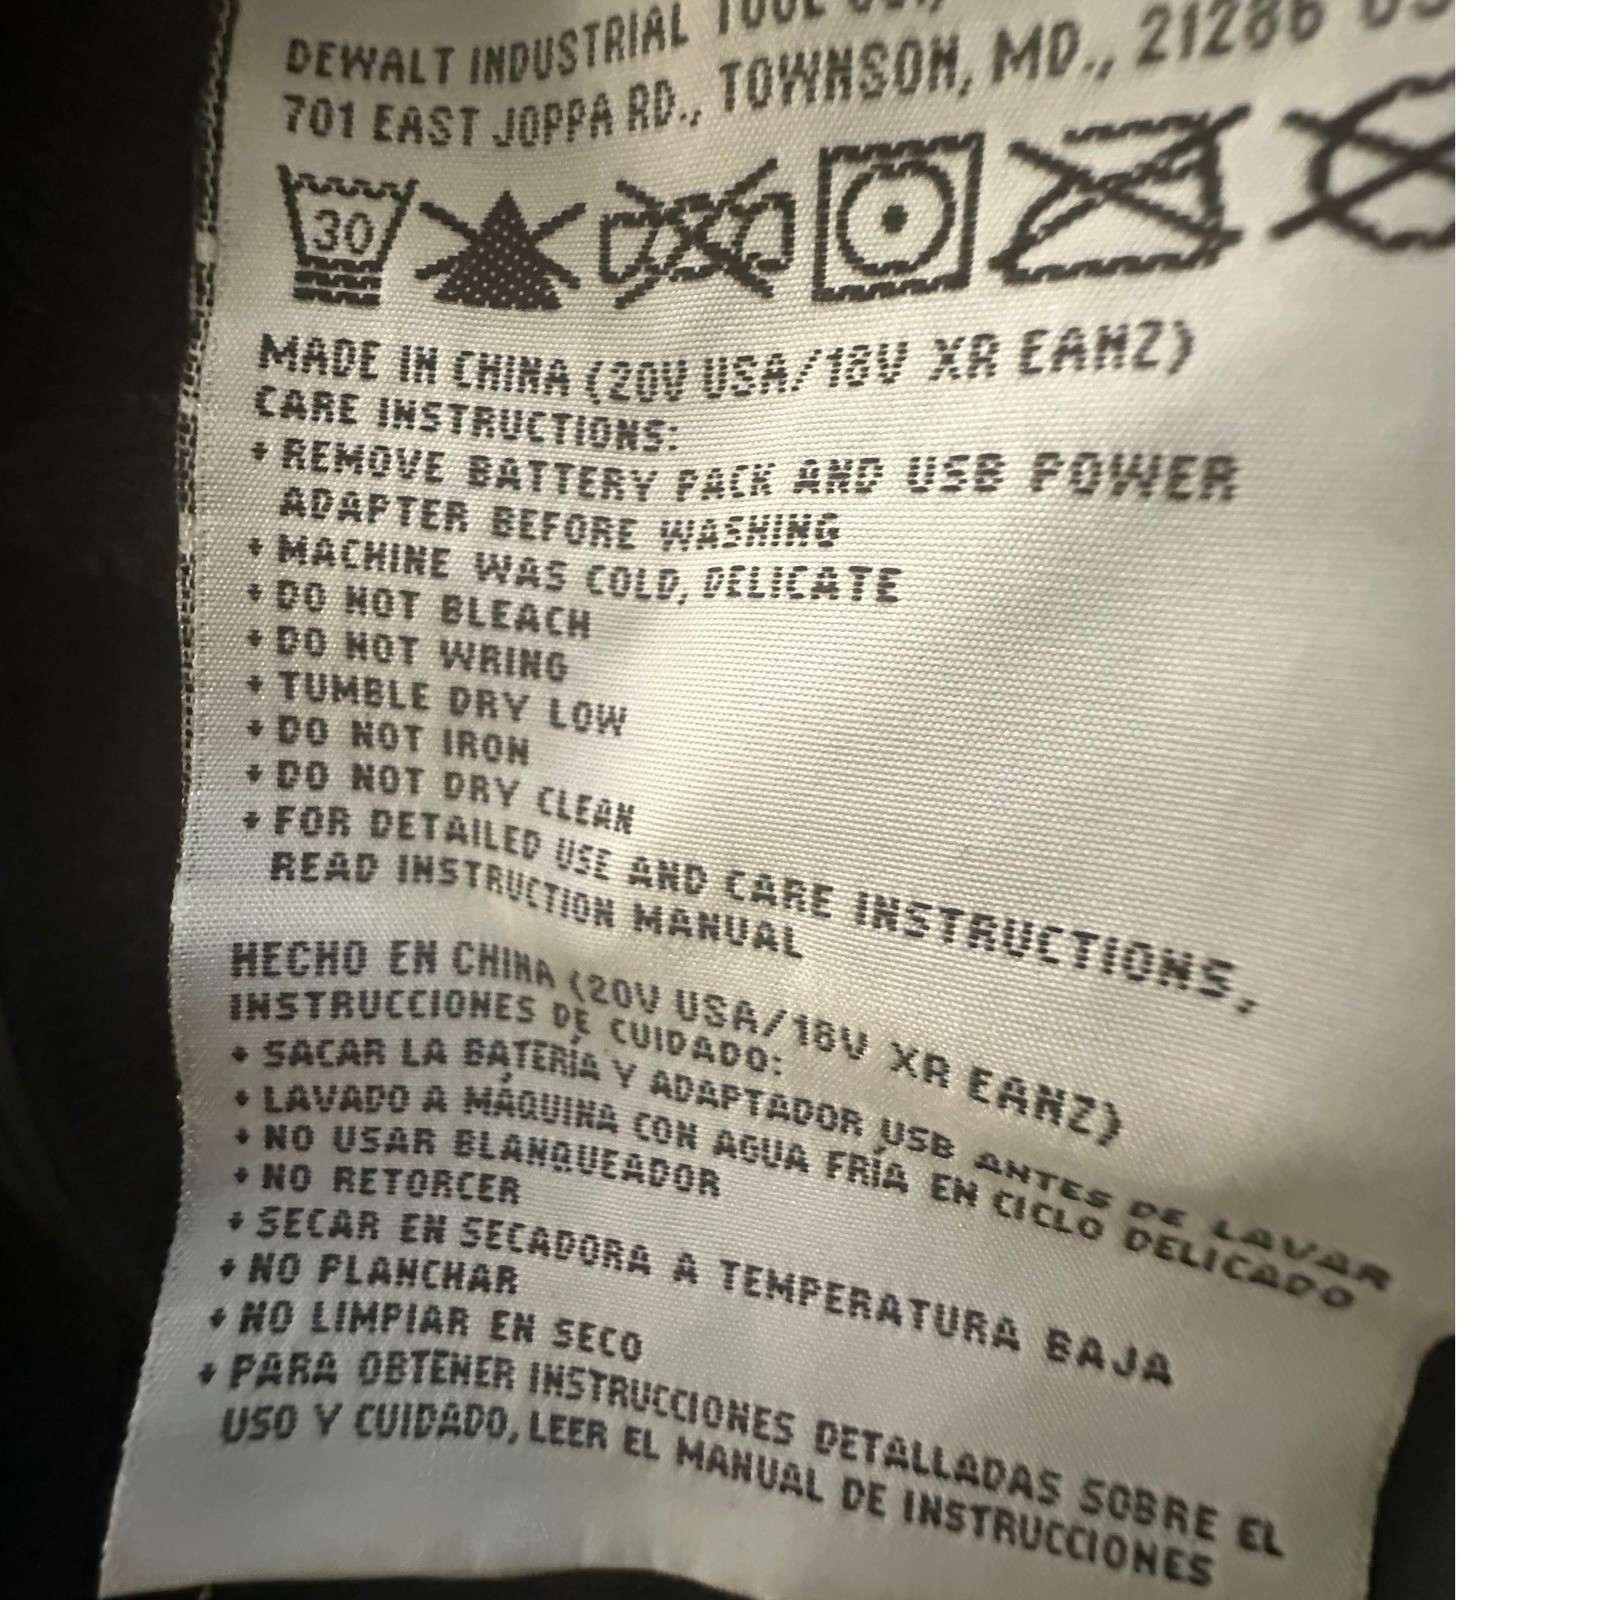 DEWALT INDUSTRIAL TOOL CO.,
701 EAST JOPPA RD., TOWNSON, MD., 21286 US
30
MADE IN CHINA (20V USA/18V XR EANZ)
CARE INSTRUCTIONS:
• REMOVE BATTERY PACK AND USB POWER
ADAPTER BEFORE WASHING
• MACHINE WAS COLD, DELICATE
• DO NOT BLEACH
• DO NOT WRING
• TUMBLE DRY LOW
• DO NOT IRON
• DO NOT DRY CLEAN
• FOR DETAILED USE AND CARE INSTRUCTIONS,
READ INSTRUCTION MANUAL
HECHO EN CHINA (20V USA/18V XR EANZ)
INSTRUCCIONES DE CUIDADO:
• SACAR LA BATERÍA Y ADAPTADOR USB ANTES DE LAVAR
• LAVADO A MÁQUINA CON AGUA FRÍA EN CICLO DELICADO
• NO USAR BLANQUEADOR
• NO RETORCER
• SECAR EN SECADORA A TEMPERATURA BAJA
• NO PLANCHAR
• NO LIMPIAR EN SECO
• PARA OBTENER INSTRUCCIONES DETALLADAS SOBRE EL
USO Y CUIDADO, LEER EL MANUAL DE INSTRUCCIONES